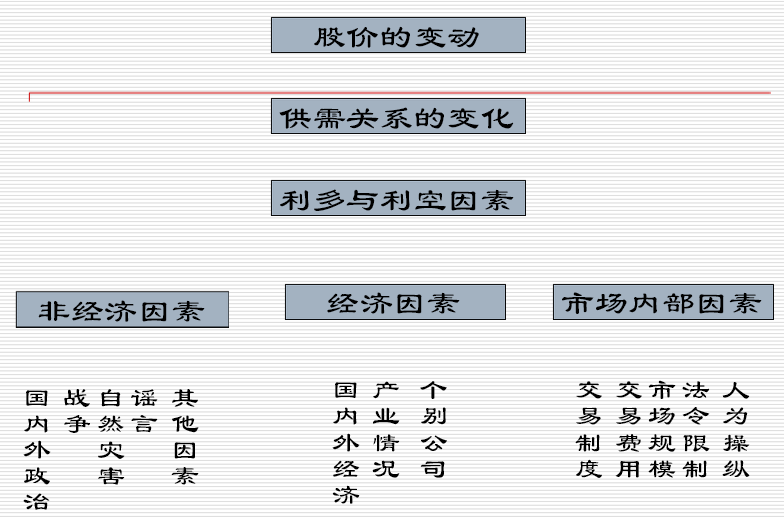 股价的变动
供需关系的变化
利多与利空因素
非经济因素
经济因素
市场内部因素
国内外政治
战争
自然灾害
谣言
其他因素
国内外经济
产业情况
个别公司
交易制度
交易费用
市场规模
法令限制
人为操纵